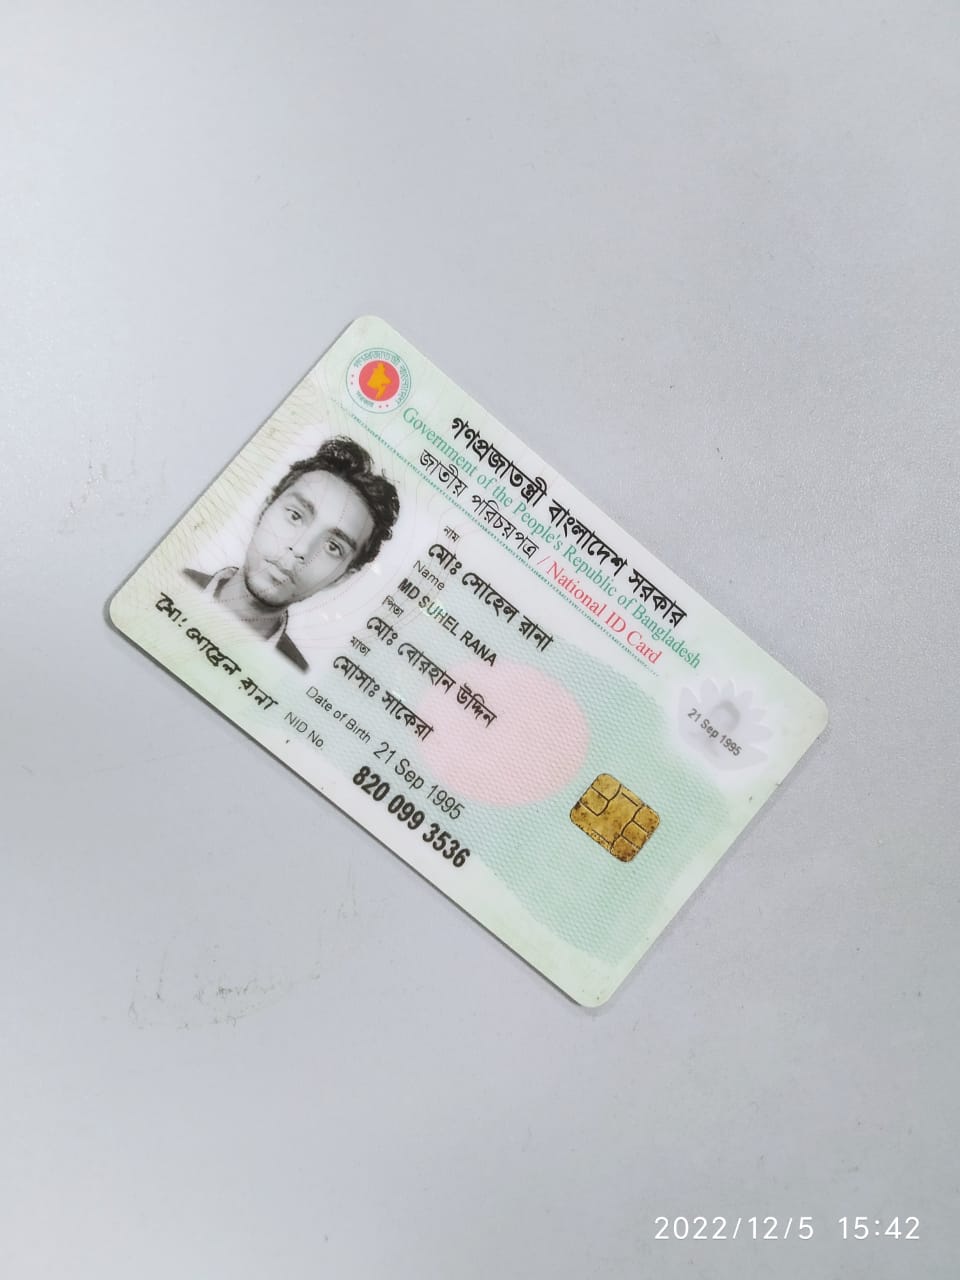 গণপ্রজাতন্ত্রী বাংলাদেশ সরকার
Government of the People's Republic of Bangladesh
জাতীয় পরিচয়পত্র / National ID Card
নাম
মোঃ সোহেল রানা
Name
MD SUHEL RANA
পিতা
মোঃ বোরহান উদ্দিন
মাতা
মোসাঃ সাকেরা
Date of Birth 21 Sep 1995
NID No. 820 099 3536
মো: সোহেল রানা
21 Sep 1995
2022/12/5 15:42